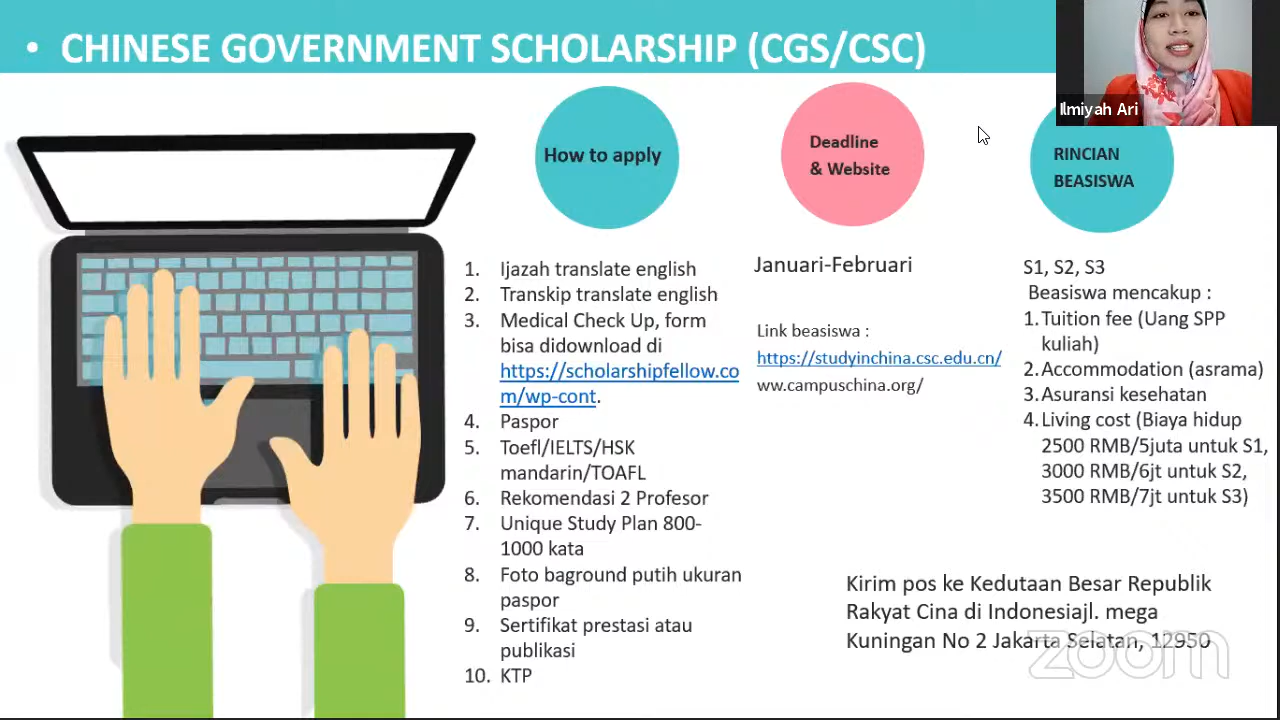 • CHINESE GOVERNMENT SCHOLARSHIP (CGS/CSC)
Ilmiyah Ari
How to apply
Deadline
& Website
RINCIAN
BEASISWA
1. Ijazah translate english
2. Transkip translate english
3. Medical Check Up, form
bisa didownload di
https://scholarshipfellow.co
m/wp-cont.
4. Paspor
5. Toefl/IELTS/HSK
mandarin/TOAFL
6. Rekomendasi 2 Profesor
7. Unique Study Plan 800-
1000 kata
8. Foto baground putih ukuran
paspor
9. Sertifikat prestasi atau
publikasi
10. KTP
Januari-Februari
Link beasiswa :
https://studyinchina.csc.edu.cn/
ww.campuschina.org/
S1, S2, S3
Beasiswa mencakup :
1. Tuition fee (Uang SPP
kuliah)
2. Accommodation (asrama)
3. Asuransi kesehatan
4. Living cost (Biaya hidup
2500 RMB/5juta untuk S1,
3000 RMB/6jt untuk S2,
3500 RMB/7jt untuk S3)
Kirim pos ke Kedutaan Besar Republik
Rakyat Cina di Indonesiajl. mega
Kuningan No 2 Jakarta Selatan, 12950
zoom